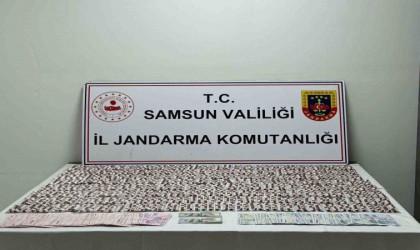 T.C.
SAMSUN VALİLİĞİ
İL JANDARMA KOMUTANLIĞI